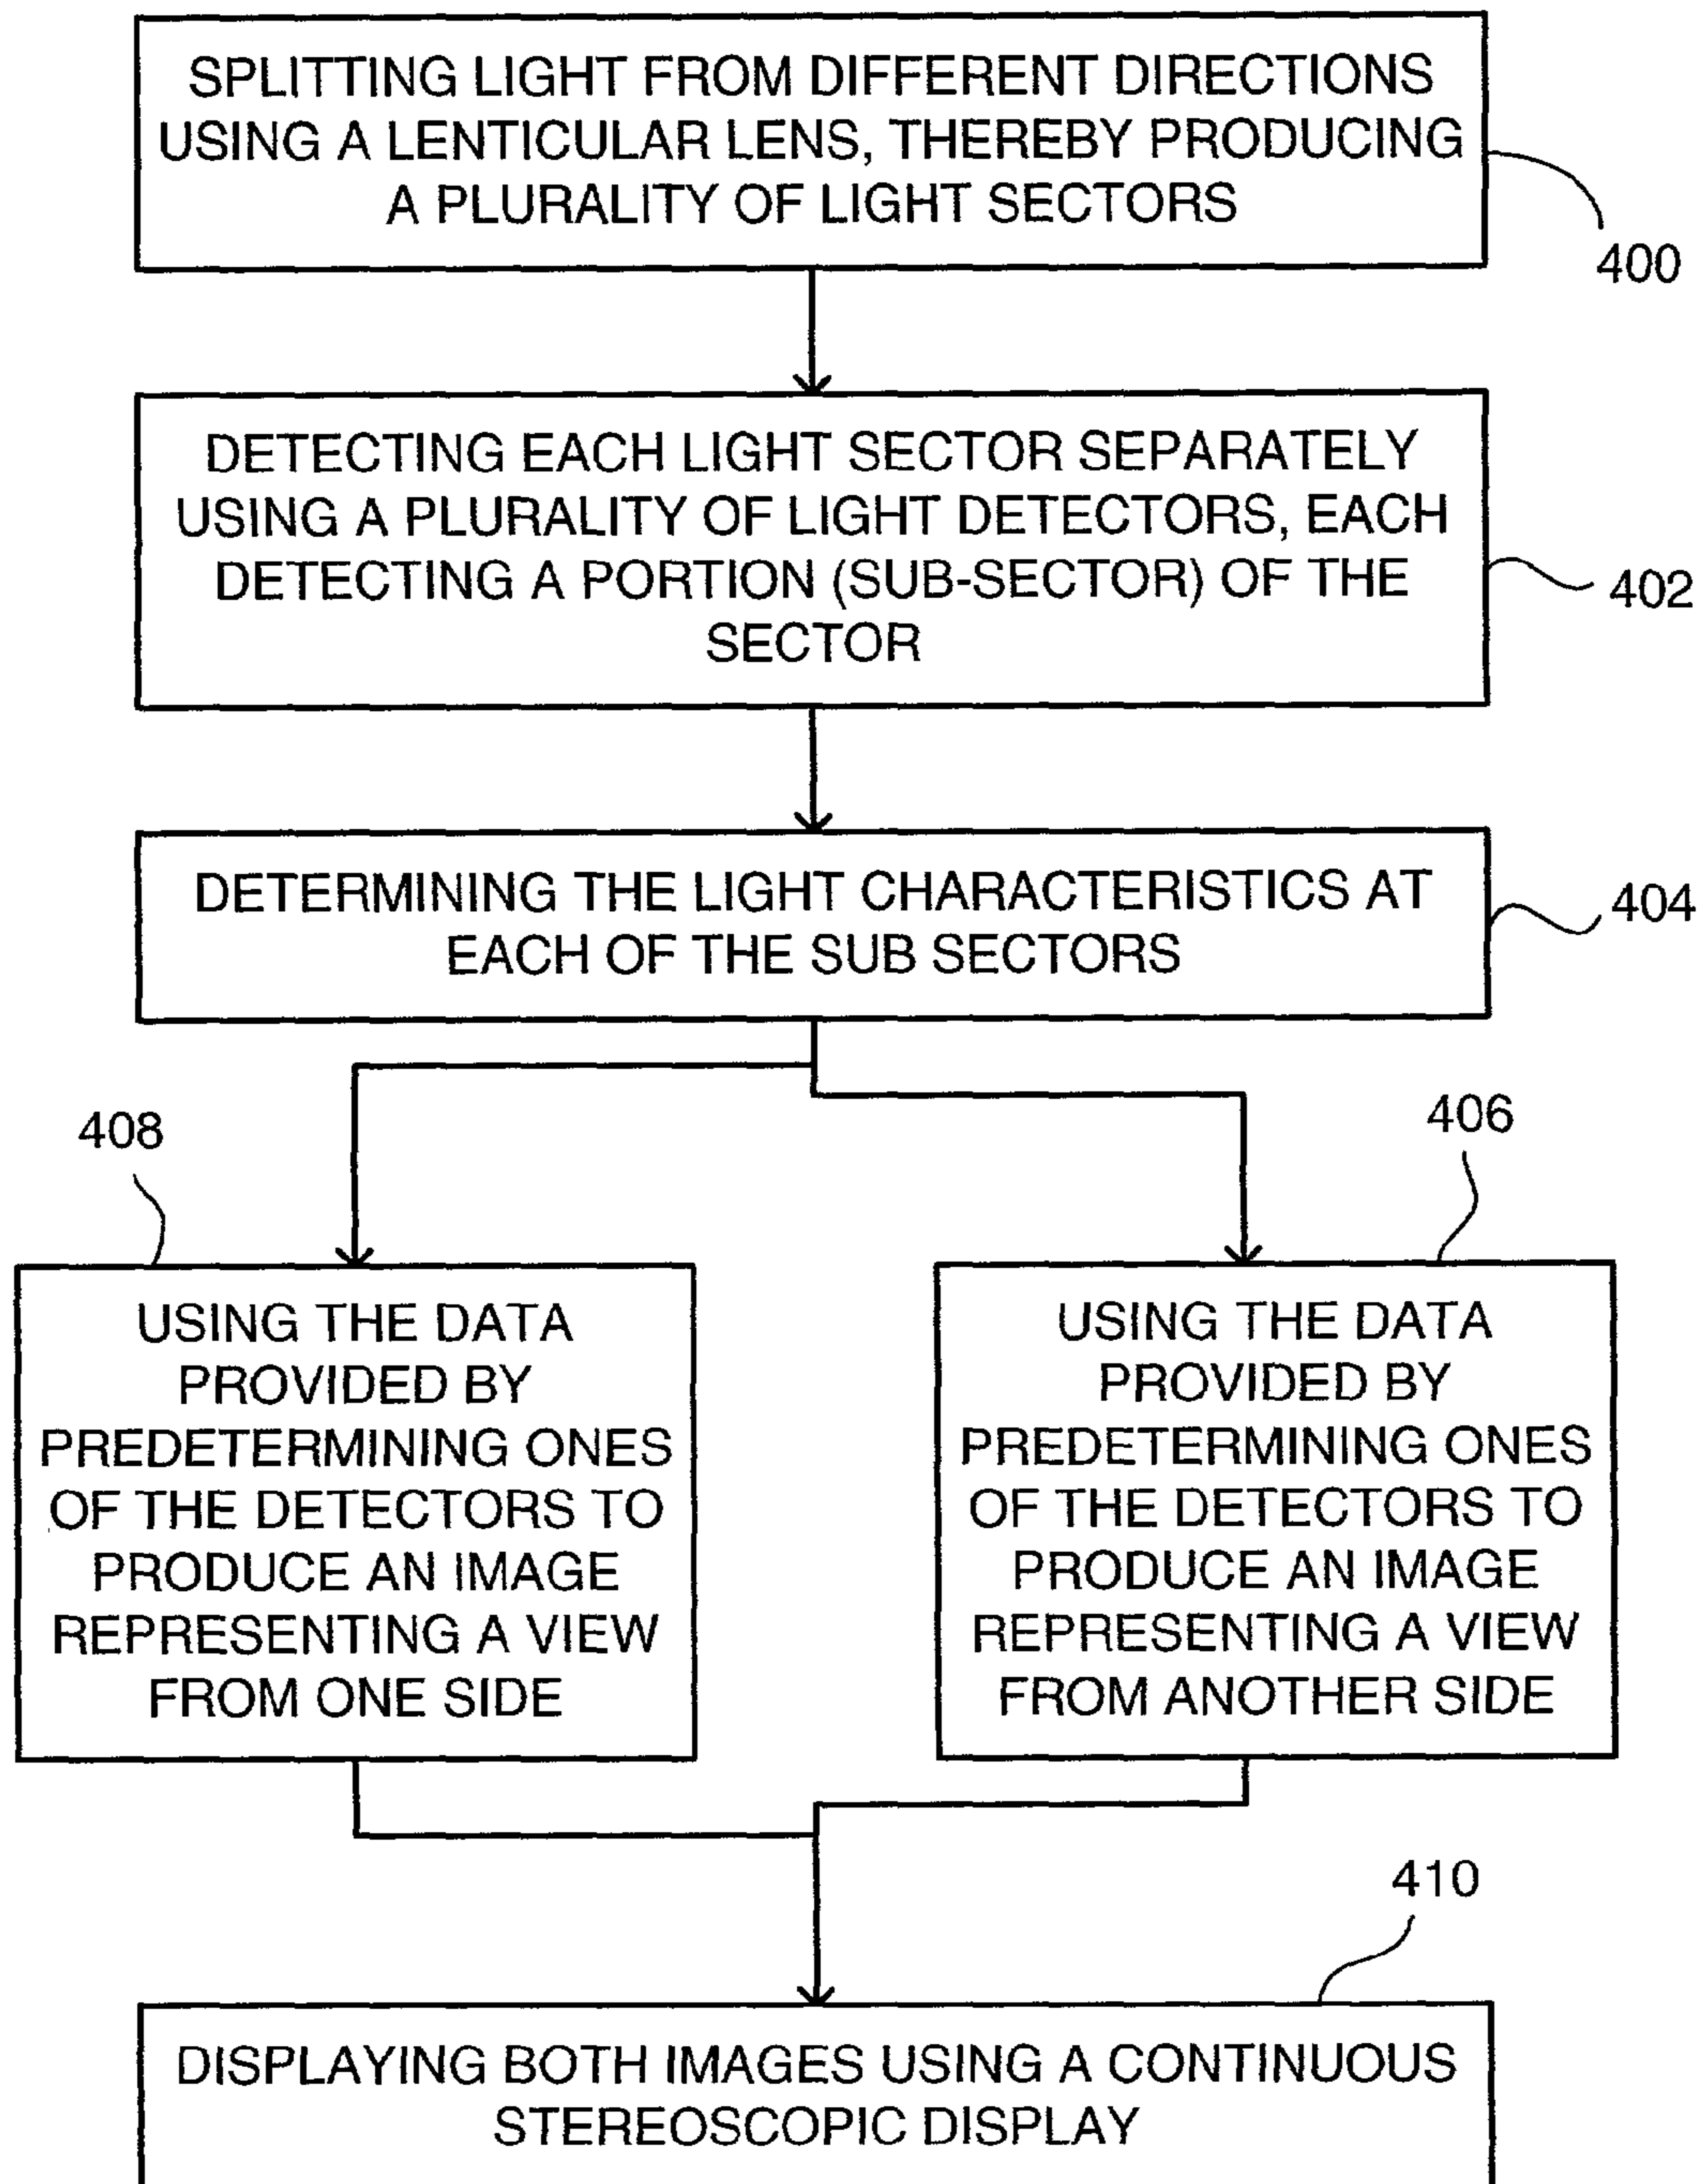 SPLITTING LIGHT FROM DIFFERENT DIRECTIONS
USING A LENTICULAR LENS, THEREBY PRODUCING
A PLURALITY OF LIGHT SECTORS
400
DETECTING EACH LIGHT SECTOR SEPARATELY
USING A PLURALITY OF LIGHT DETECTORS, EACH
DETECTING A PORTION (SUB-SECTOR) OF THE
SECTOR
402
DETERMINING THE LIGHT CHARACTERISTICS AT
EACH OF THE SUB SECTORS
404
408
USING THE DATA
PROVIDED BY
PREDETERMINING ONES
OF THE DETECTORS TO
PRODUCE AN IMAGE
REPRESENTING A VIEW
FROM ONE SIDE
406
USING THE DATA
PROVIDED BY
PREDETERMINING ONES
OF THE DETECTORS TO
PRODUCE AN IMAGE
REPRESENTING A VIEW
FROM ANOTHER SIDE
410
DISPLAYING BOTH IMAGES USING A CONTINUOUS
STEREOSCOPIC DISPLAY